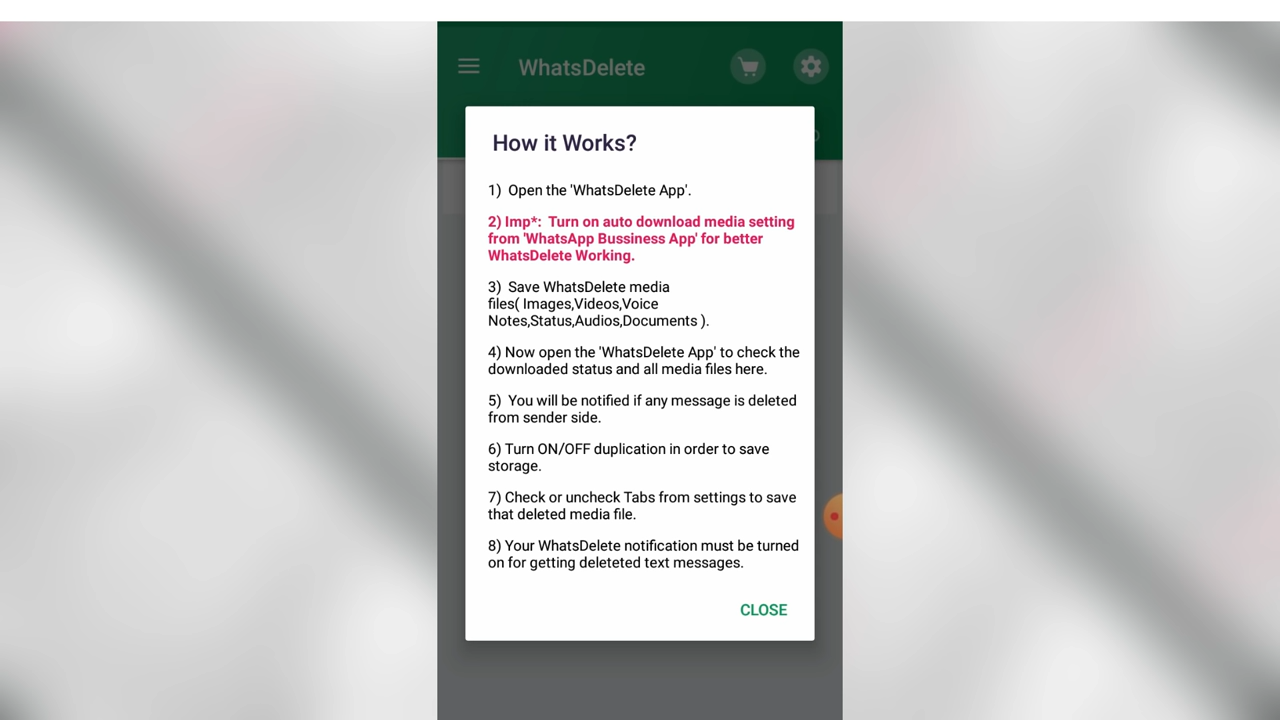 WhatsDelete
How it Works?
1)  Open the 'WhatsDelete App'.
2) Imp*:  Turn on auto download media setting
from 'WhatsApp Bussiness App' for better
WhatsDelete Working.
3)  Save WhatsDelete media
files( Images,Videos,Voice
Notes,Status,Audios,Documents ).
4) Now open the 'WhatsDelete App' to check the
downloaded status and all media files here.
5)  You will be notified if any message is deleted
from sender side.
6) Turn ON/OFF duplication in order to save
storage.
7) Check or uncheck Tabs from settings to save
that deleted media file.
8) Your WhatsDelete notification must be turned
on for getting deleteted text messages.
CLOSE